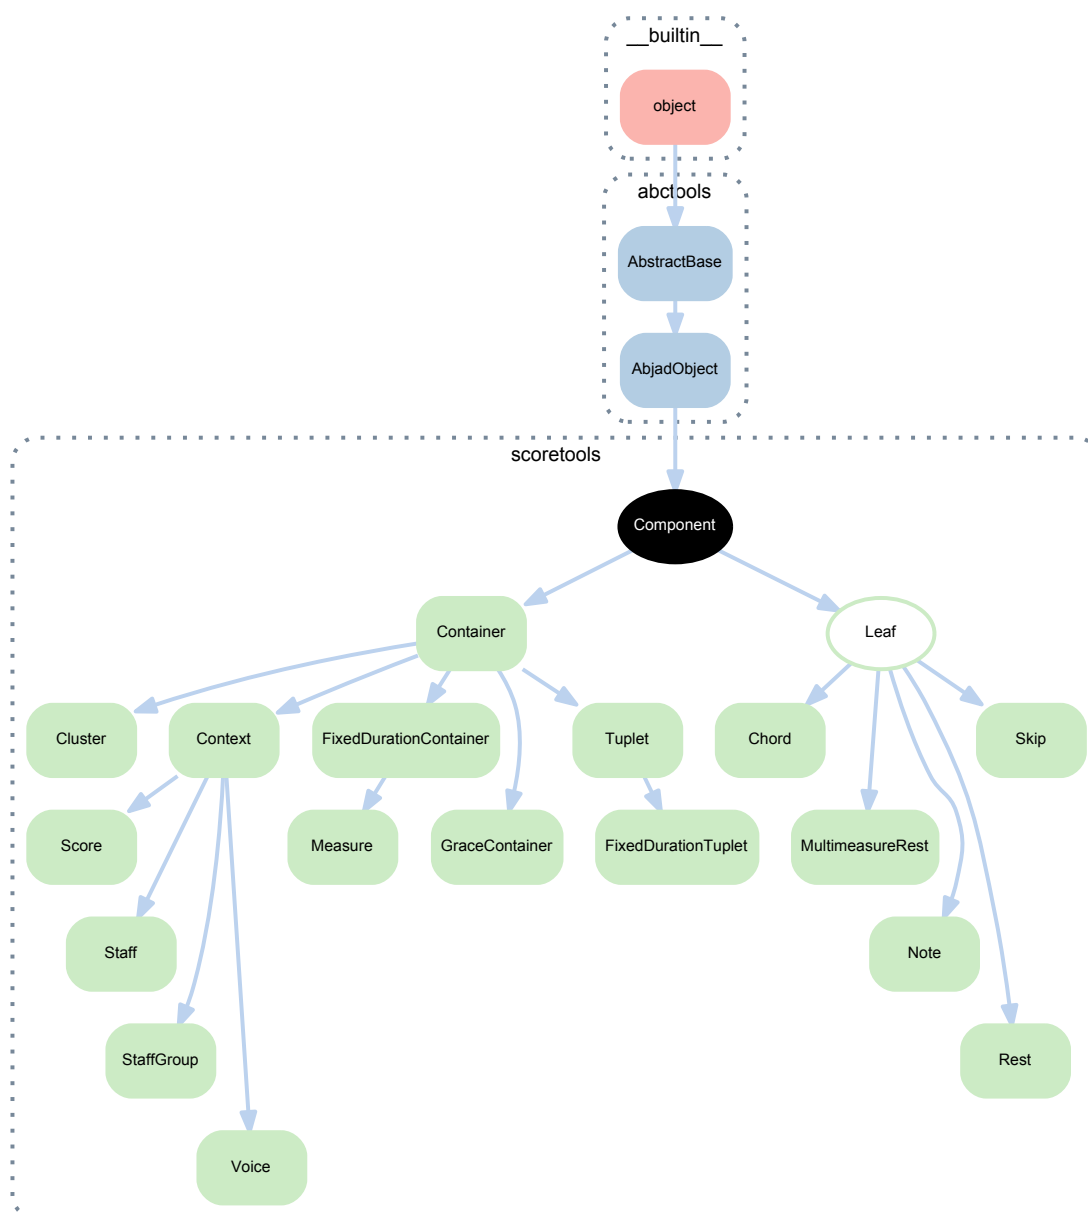 __builtin__
object
abctools
AbstractBase
AbjadObject
scoretools
Component
Container
Leaf
Cluster
Context
FixedDurationContainer
Tuplet
Chord
Skip
Score
Measure
GraceContainer
FixedDurationTuplet
MultimeasureRest
Staff
Note
StaffGroup
Rest
Voice